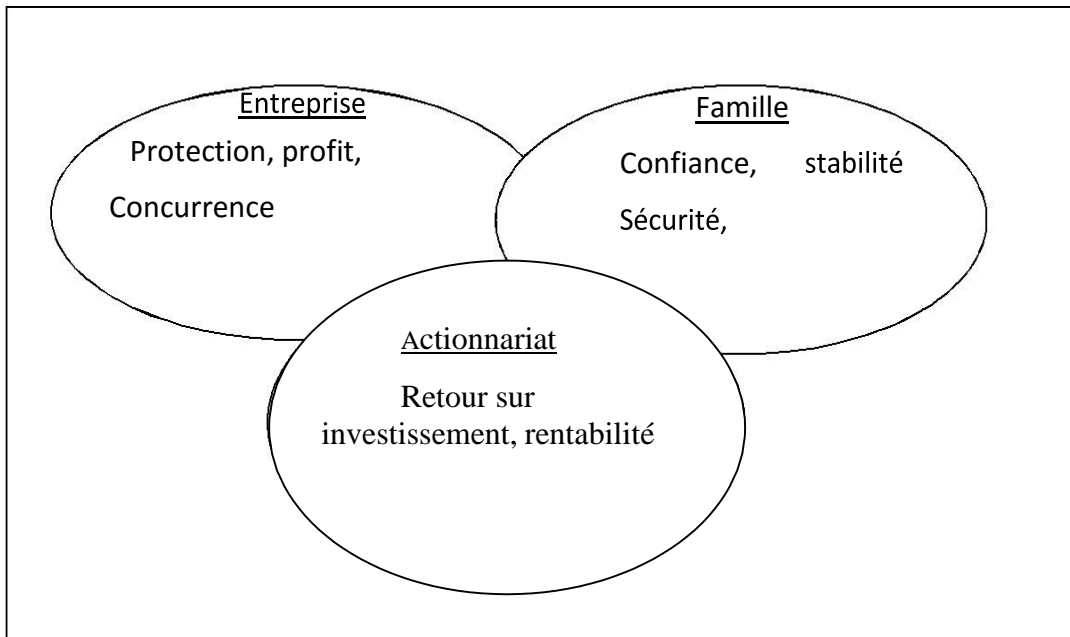 Entreprise
Protection, profit,
Concurrence
Famille
Confiance, stabilité
Sécurité,
Actionnariat
Retour sur
investissement, rentabilité